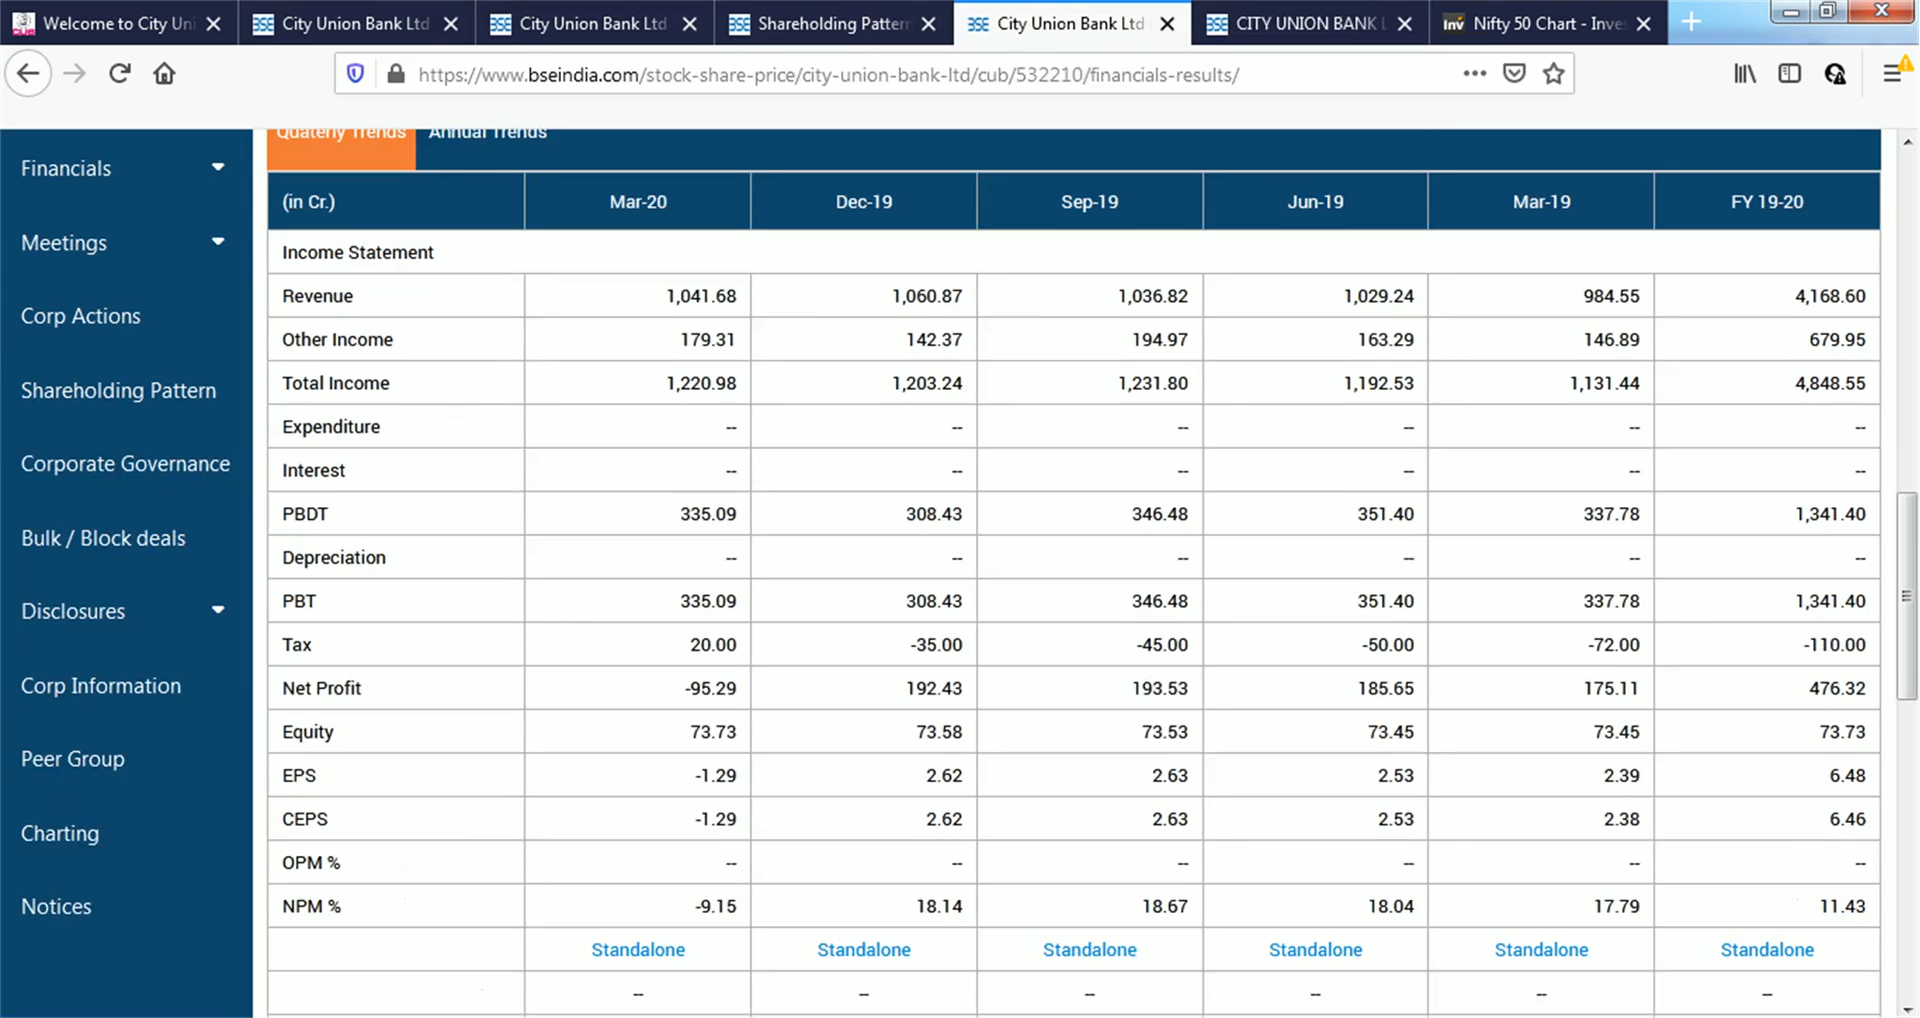 Welcome to City Uni
City Union Bank Ltd
City Union Bank Ltd
Shareholding Pattern
City Union Bank Ltd
CITY UNION BANK L
Inv Nifty 50 Chart - Inves
https://www.bseindia.com/stock-share-price/city-union-bank-ltd/cub/532210/financials-results/
Quaterly Trends Annual Trends
Financials
Meetings
Corp Actions
Shareholding Pattern
Corporate Governance
Bulk / Block deals
Disclosures
Corp Information
Peer Group
Charting
Notices
(in Cr.) Mar-20 Dec-19 Sep-19 Jun-19 Mar-19 FY 19-20
Income Statement
Revenue 1,041.68 1,060.87 1,036.82 1,029.24 984.55 4,168.60
Other Income 179.31 142.37 194.97 163.29 146.89 679.95
Total Income 1,220.98 1,203.24 1,231.80 1,192.53 1,131.44 4,848.55
Expenditure -- -- -- -- -- --
Interest -- -- -- -- -- --
PBDT 335.09 308.43 346.48 351.40 337.78 1,341.40
Depreciation -- -- -- -- -- --
PBT 335.09 308.43 346.48 351.40 337.78 1,341.40
Tax 20.00 -35.00 -45.00 -50.00 -72.00 -110.00
Net Profit -95.29 192.43 193.53 185.65 175.11 476.32
Equity 73.73 73.58 73.53 73.45 73.45 73.73
EPS -1.29 2.62 2.63 2.53 2.39 6.48
CEPS -1.29 2.62 2.63 2.53 2.38 6.46
OPM % -- -- -- -- -- --
NPM % -9.15 18.14 18.67 18.04 17.79 11.43
Standalone Standalone Standalone Standalone Standalone Standalone
-- -- -- -- -- --